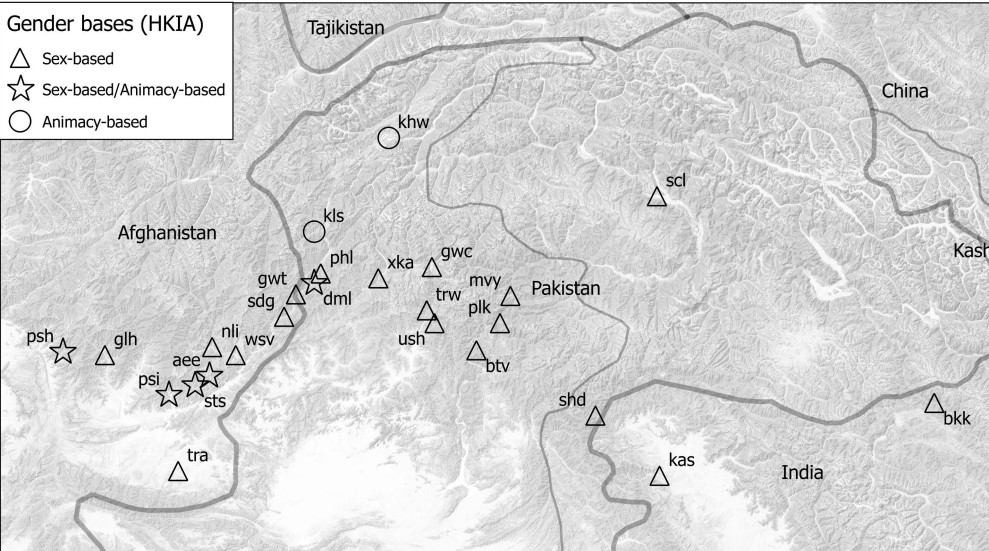 Gender bases (HKIA)
Sex-based
Sex-based/Animacy-based
Animacy-based
Tajikistan
China
khw
scl
kls
Afghanistan
Kash
phl
gwc
xka
gwt
mvy
Pakistan
dml
sdg
trw
plk
psh
glh
nli
wsv
ush
aee
btv
psi
sts
shd
bkk
tra
kas
India